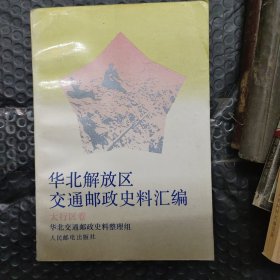 华北解放区
交通邮政史料汇编
太行区卷
华北交通邮政史料整理组
人民邮电出版社